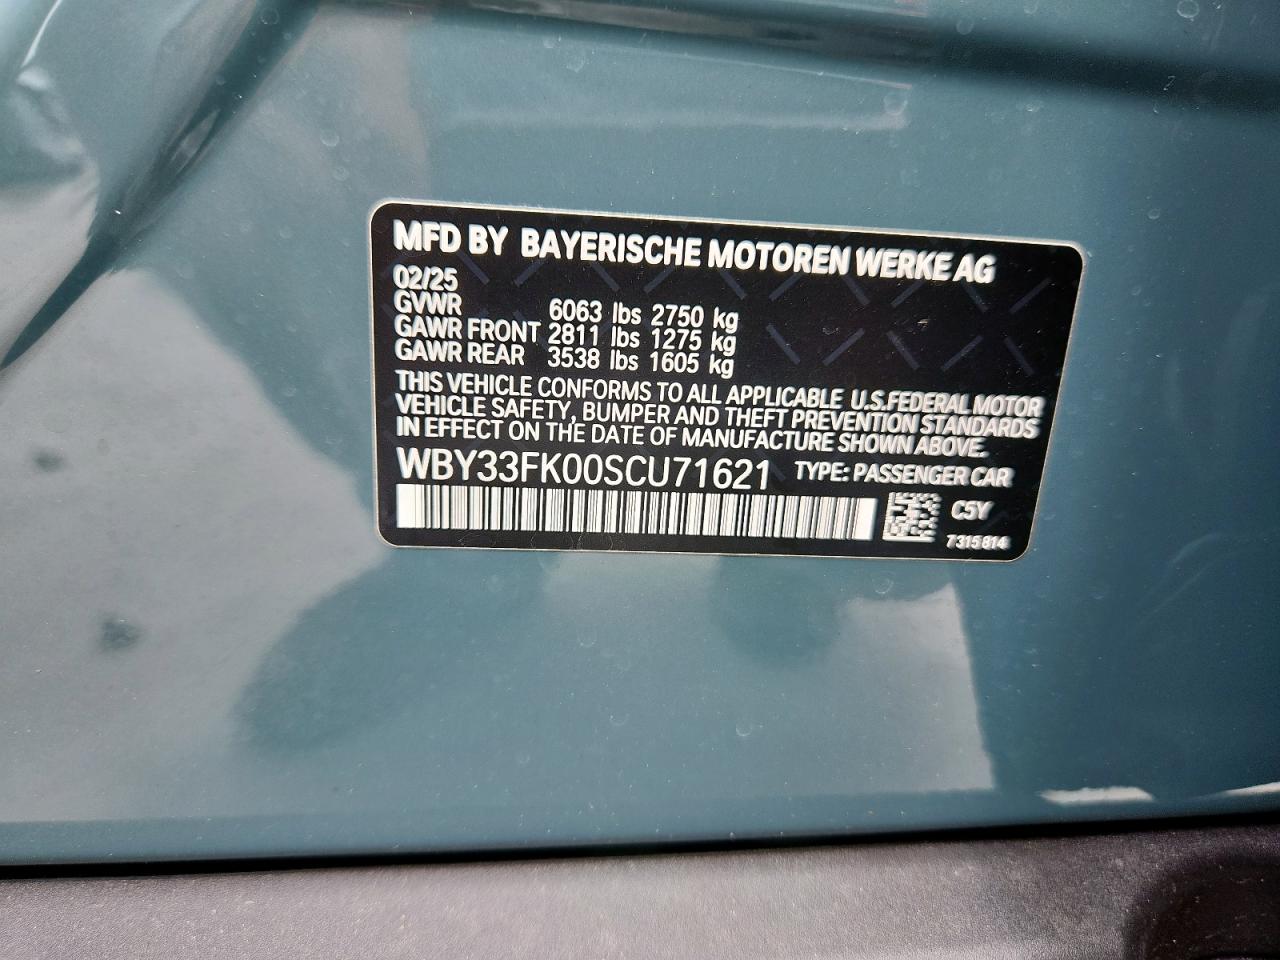 MFD BY BAYERISCHE MOTOREN WERKE AG
02/25
GVWR 6063 lbs 2750 kg
GAWR FRONT 2811 lbs 1275 kg
GAWR REAR 3538 lbs 1605 kg
THIS VEHICLE CONFORMS TO ALL APPLICABLE U.S.FEDERAL MOTOR
VEHICLE SAFETY, BUMPER AND THEFT PREVENTION STANDARDS
IN EFFECT ON THE DATE OF MANUFACTURE SHOWN ABOVE.
WBY33FK00SCU71621 TYPE: PASSENGER CAR
C5Y
7315814